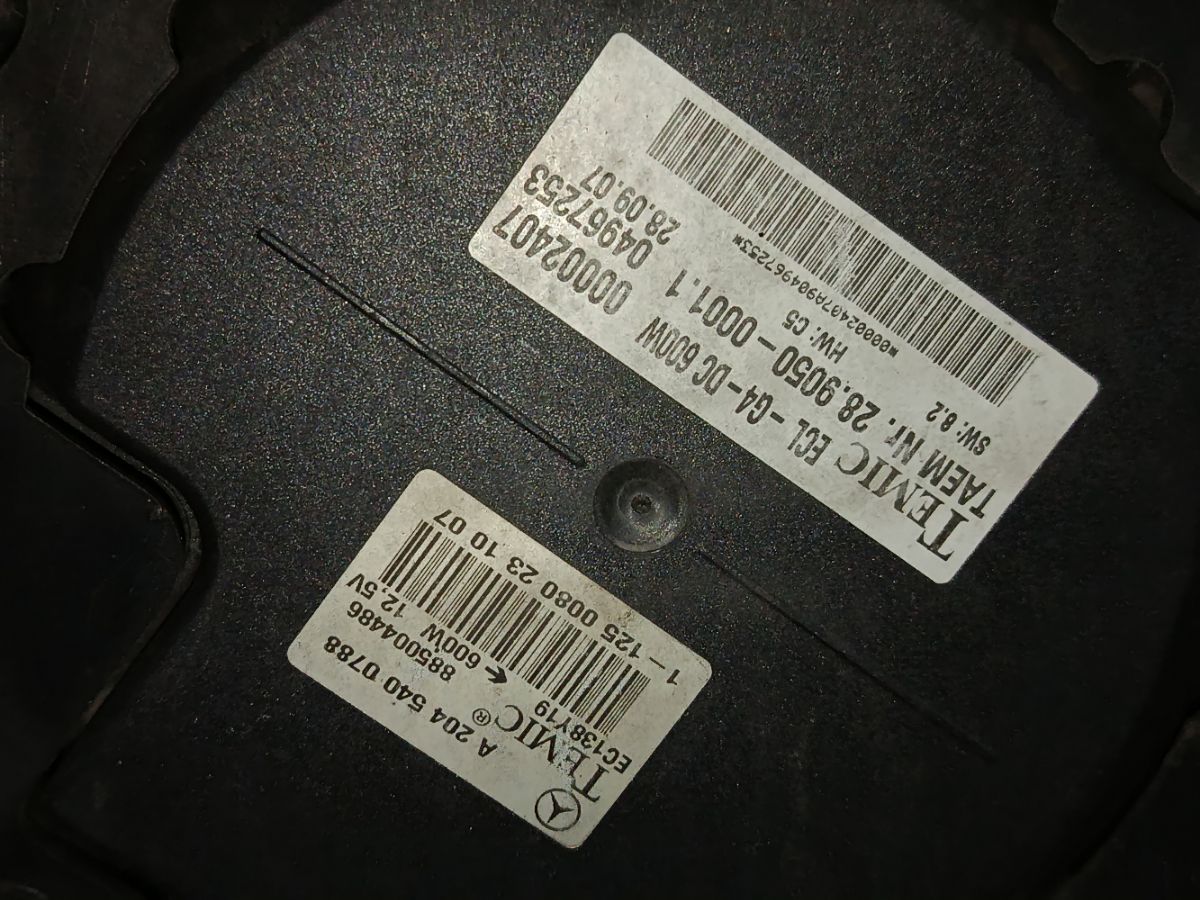 TEMIC ECL-G4-DC 600W 00002407
TAEM Nr. 28.9050-0001.1 04967253
HW: C5 28.09.07
SW: 8.2
*00002407A904967253*
A 204 540 0788
TEMIC® 885004486
EC138Y19 ← 600W 12,5V
1-125 0080 23 10 07